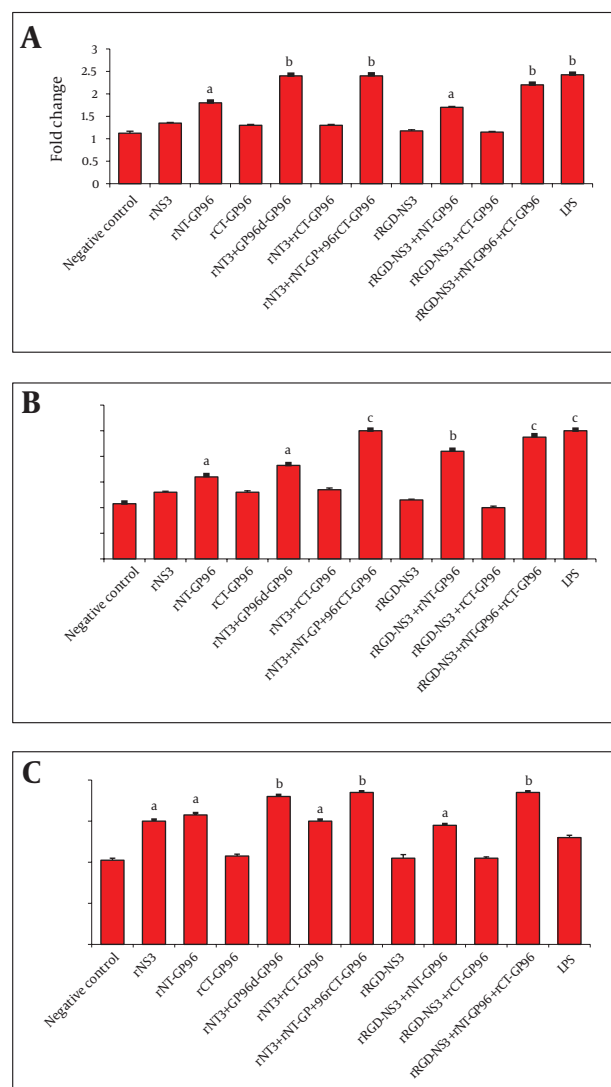 A
Fold change
3
2.5
2
1.5
1
0.5
0
a
b
b
a
b
b
Negative control
rNS3
rNT-GP96
rCT-GP96
rNT3+GP96d-GP96
rNT3+rCT-GP96
rNT3+rNT-GP+96rCT-GP96
rRGD-NS3
rRGD-NS3 +rNT-GP96
rRGD-NS3 +rCT-GP96
rRGD-NS3 +rNT-GP96 +rCT-GP96
LPS
B
a
a
c
b
c
c
Negative control
rNS3
rNT-GP96
rCT-GP96
rNT3+GP96d-GP96
rNT3+rCT-GP96
rNT3+rNT-GP+96rCT-GP96
rRGD-NS3
rRGD-NS3 +rNT-GP96
rRGD-NS3 +rCT-GP96
rRGD-NS3 +rNT-GP96 +rCT-GP96
LPS
C
a
a
b
a
b
a
b
Negative control
rNS3
rNT-GP96
rCT-GP96
rNT3+GP96d-GP96
rNT3+rCT-GP96
rNT3+rNT-GP+96rCT-GP96
rRGD-NS3
rRGD-NS3 +rNT-GP96
rRGD-NS3 +rCT-GP96
rRGD-NS3 +rNT-GP96 +rCT-GP96
LPS